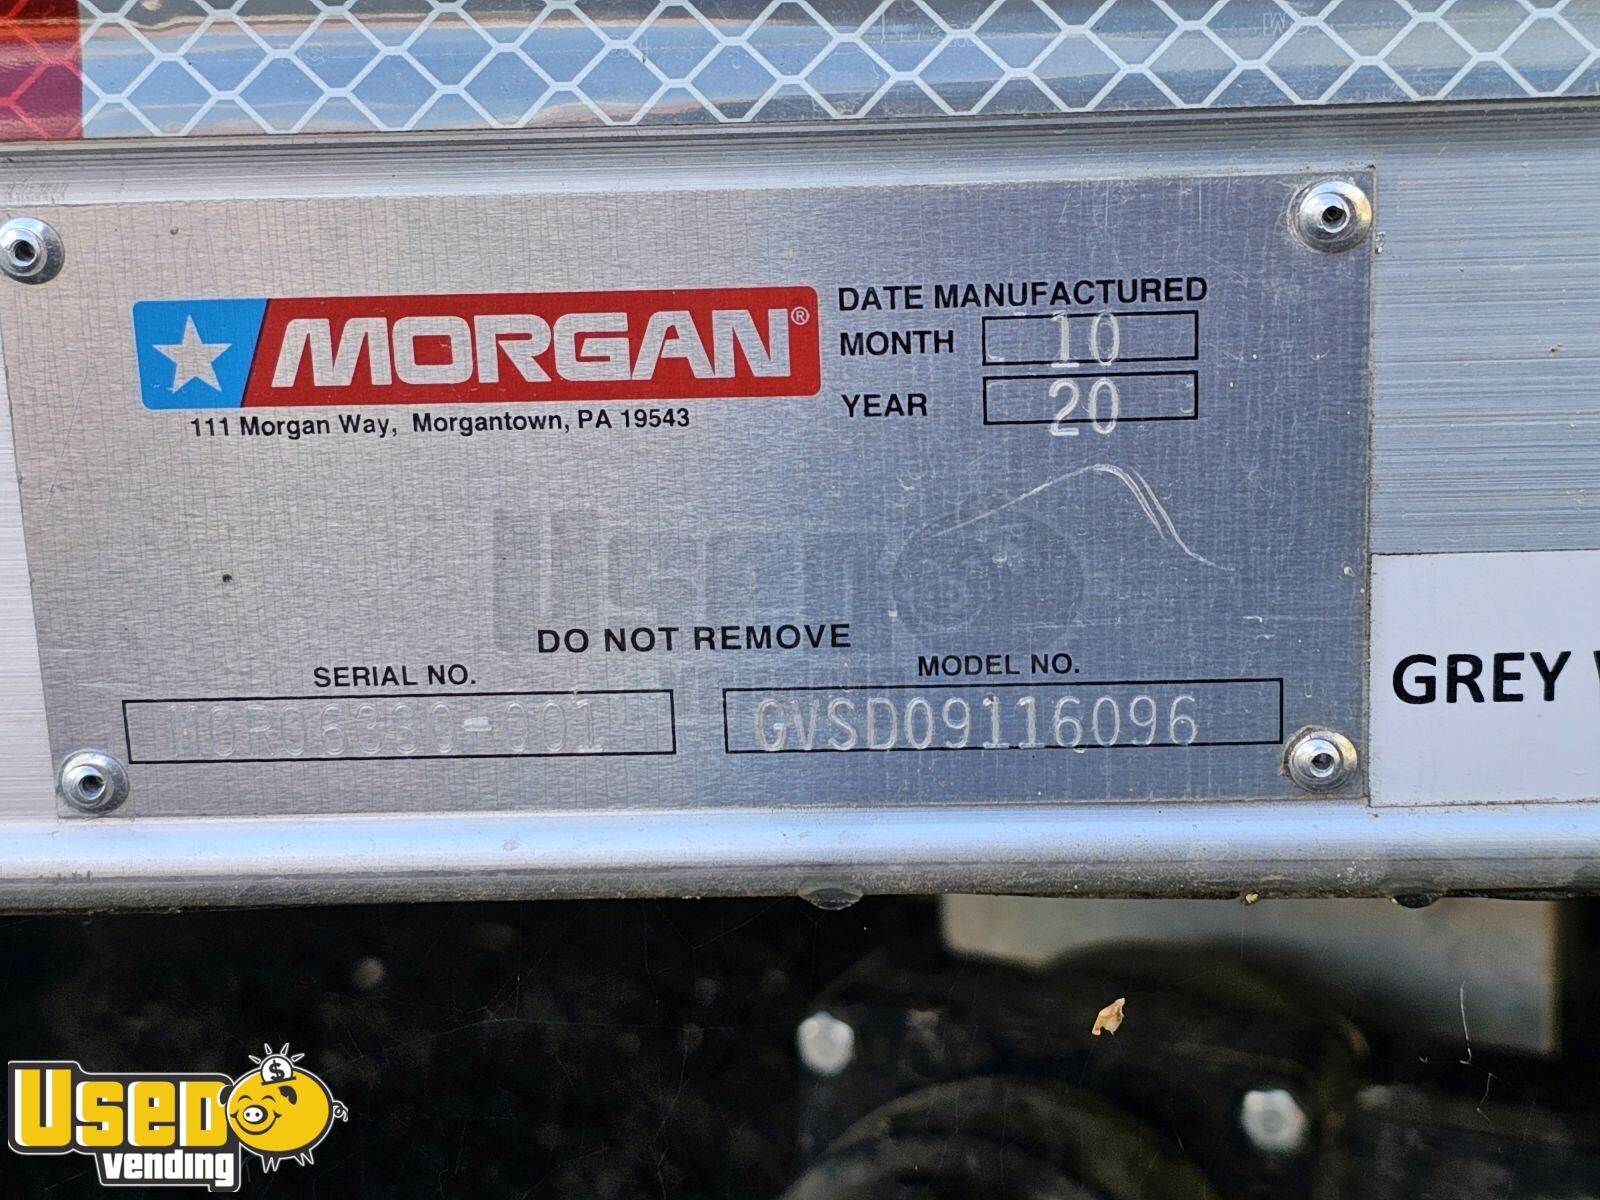 MORGAN®
111 Morgan Way, Morgantown, PA 19543
DATE MANUFACTURED
MONTH 10
YEAR 20
DO NOT REMOVE
SERIAL NO.
MOR06330-001
MODEL NO.
GVSD09116096
GREY
USED
vending